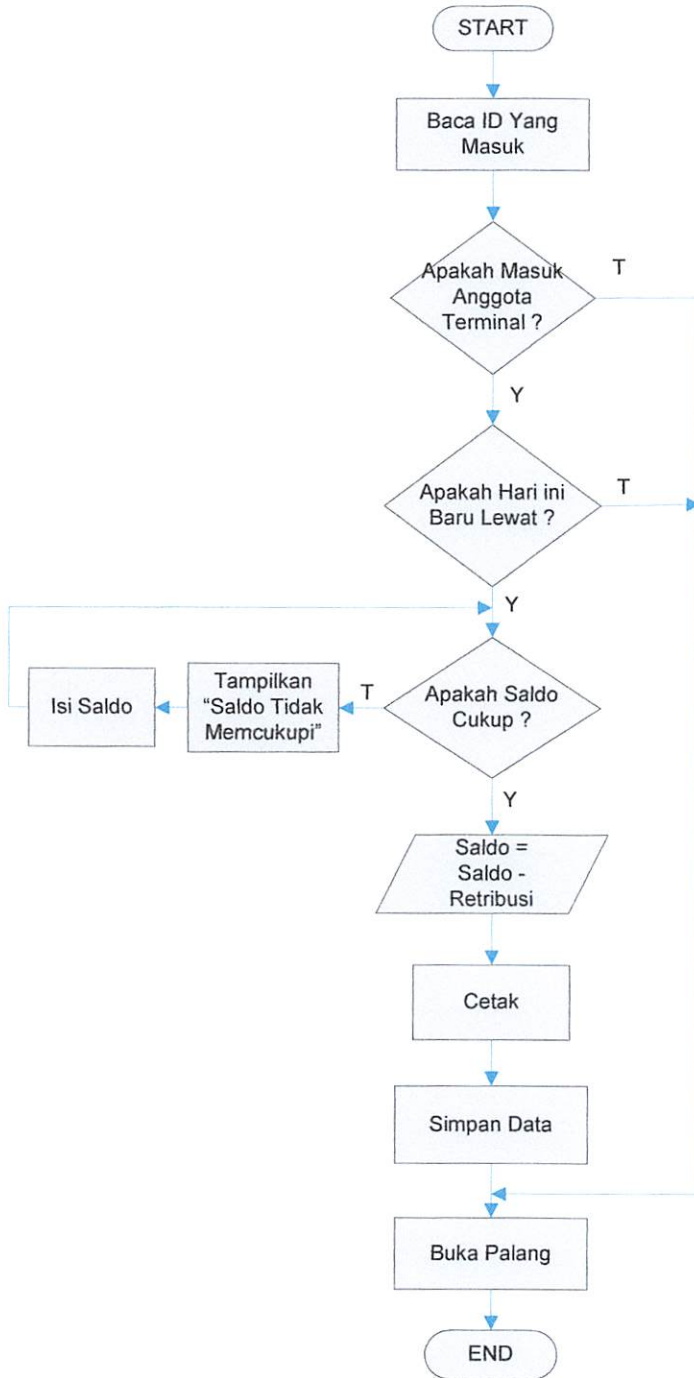 START
Baca ID Yang
Masuk
Apakah Masuk
Anggota
Terminal ?
T
Y
Apakah Hari ini
Baru Lewat ?
T
Y
Apakah Saldo
Cukup ?
T
Tampilkan
“Saldo Tidak
Memcukupi”
Isi Saldo
Y
Saldo =
Saldo -
Retribusi
Cetak
Simpan Data
Buka Palang
END